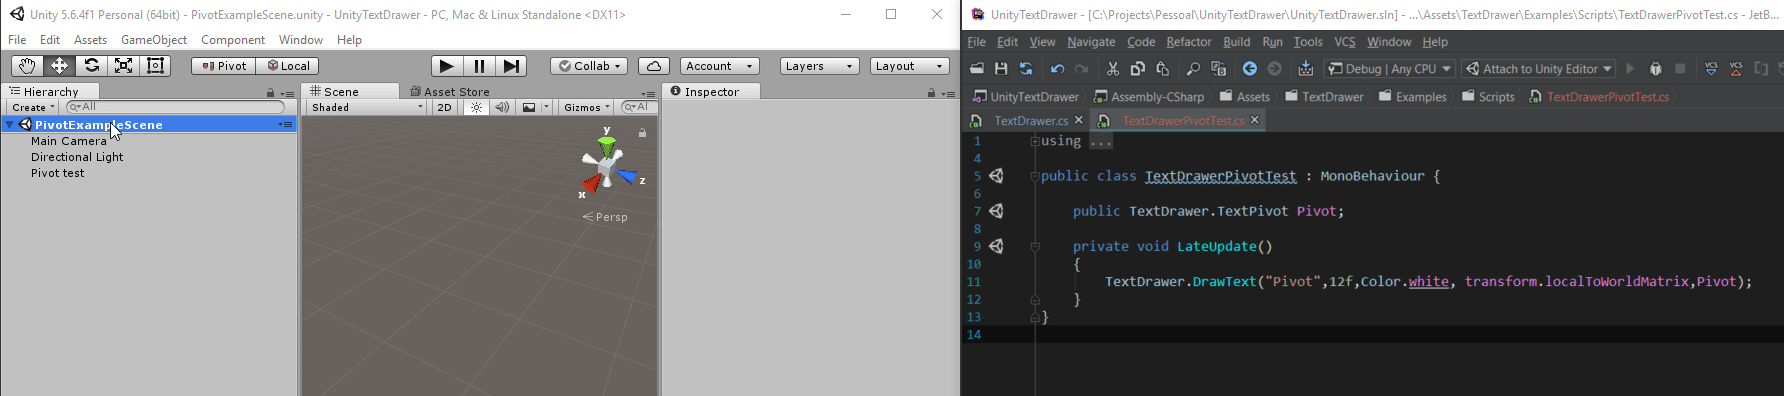 Unity 5.6.4f1 Personal (64bit) - PivotExampleScene.unity - UnityTextDrawer - PC, Mac & Linux Standalone <DX11>
File Edit Assets GameObject Component Window Help
Pivot Local Collab Account Layers Layout
Hierarchy
Create All
PivotExampleScene
Main Camera
Directional Light
Pivot test
Scene Asset Store
Shaded 2D Gizmos All
y
z
x
Persp
Inspector
UnityTextDrawer - [C:\Projects\Pessoal\UnityTextDrawer\UnityTextDrawer.sln] - ...\Assets\TextDrawer\Examples\Scripts\TextDrawerPivotTest.cs - JetB...
File Edit View Navigate Code Refactor Build Run Tools VCS Window Help
Debug | Any CPU Attach to Unity Editor VCS VCS
UnityTextDrawer Assembly-CSharp Assets TextDrawer Examples Scripts TextDrawerPivotTest.cs
TextDrawer.cs TextDrawerPivotTest.cs
1 using ...
4
5 public class TextDrawerPivotTest : MonoBehaviour {
6
7 public TextDrawer.TextPivot Pivot;
8
9 private void LateUpdate()
10 {
11 TextDrawer.DrawText("Pivot",12f,Color.white, transform.localToWorldMatrix,Pivot);
12 }
13 }
14